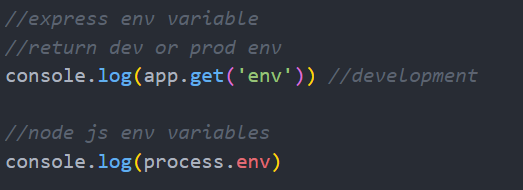 //express env variable
//return dev or prod env
console.log(app.get('env')) //development
//node js env variables
console.log(process.env)